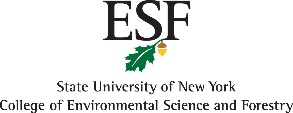 ESF
State University of New York
College of Environmental Science and Forestry